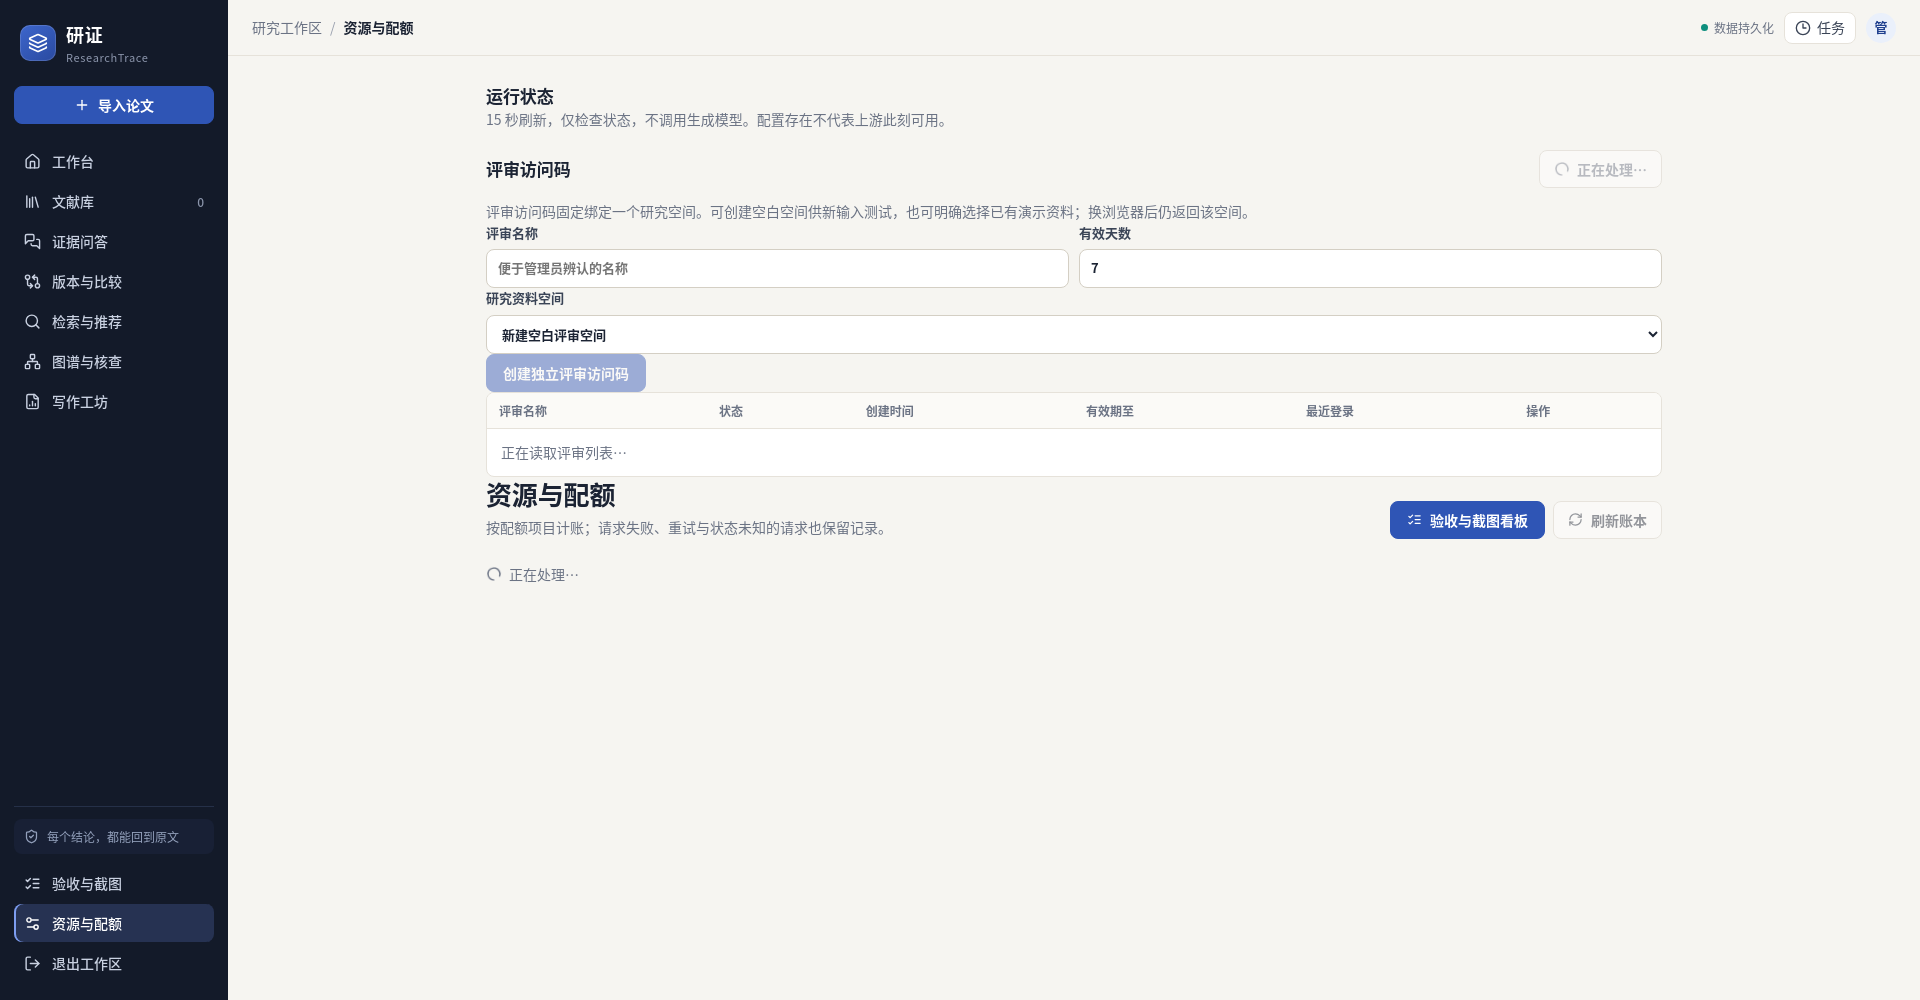 研证
ResearchTrace
导入论文
工作台
文献库 0
证据问答
版本与比较
检索与推荐
图谱与核查
写作工坊
每个结论，都能回到原文
验收与截图
资源与配额
退出工作区
研究工作区 / 资源与配额
数据持久化
任务
管
运行状态
15 秒刷新，仅检查状态，不调用生成模型。配置存在不代表上游此刻可用。
评审访问码
正在处理…
评审访问码固定绑定一个研究空间。可创建空白空间供新输入测试，也可明确选择已有演示资料；换浏览器后仍返回该空间。
评审名称 有效天数
便于管理员辨认的名称 7
研究资料空间
新建空白评审空间
创建独立评审访问码
评审名称 状态 创建时间 有效期至 最近登录 操作
正在读取评审列表…
资源与配额
按配额项目计账；请求失败、重试与状态未知的请求也保留记录。
验收与截图看板
刷新账本
正在处理…